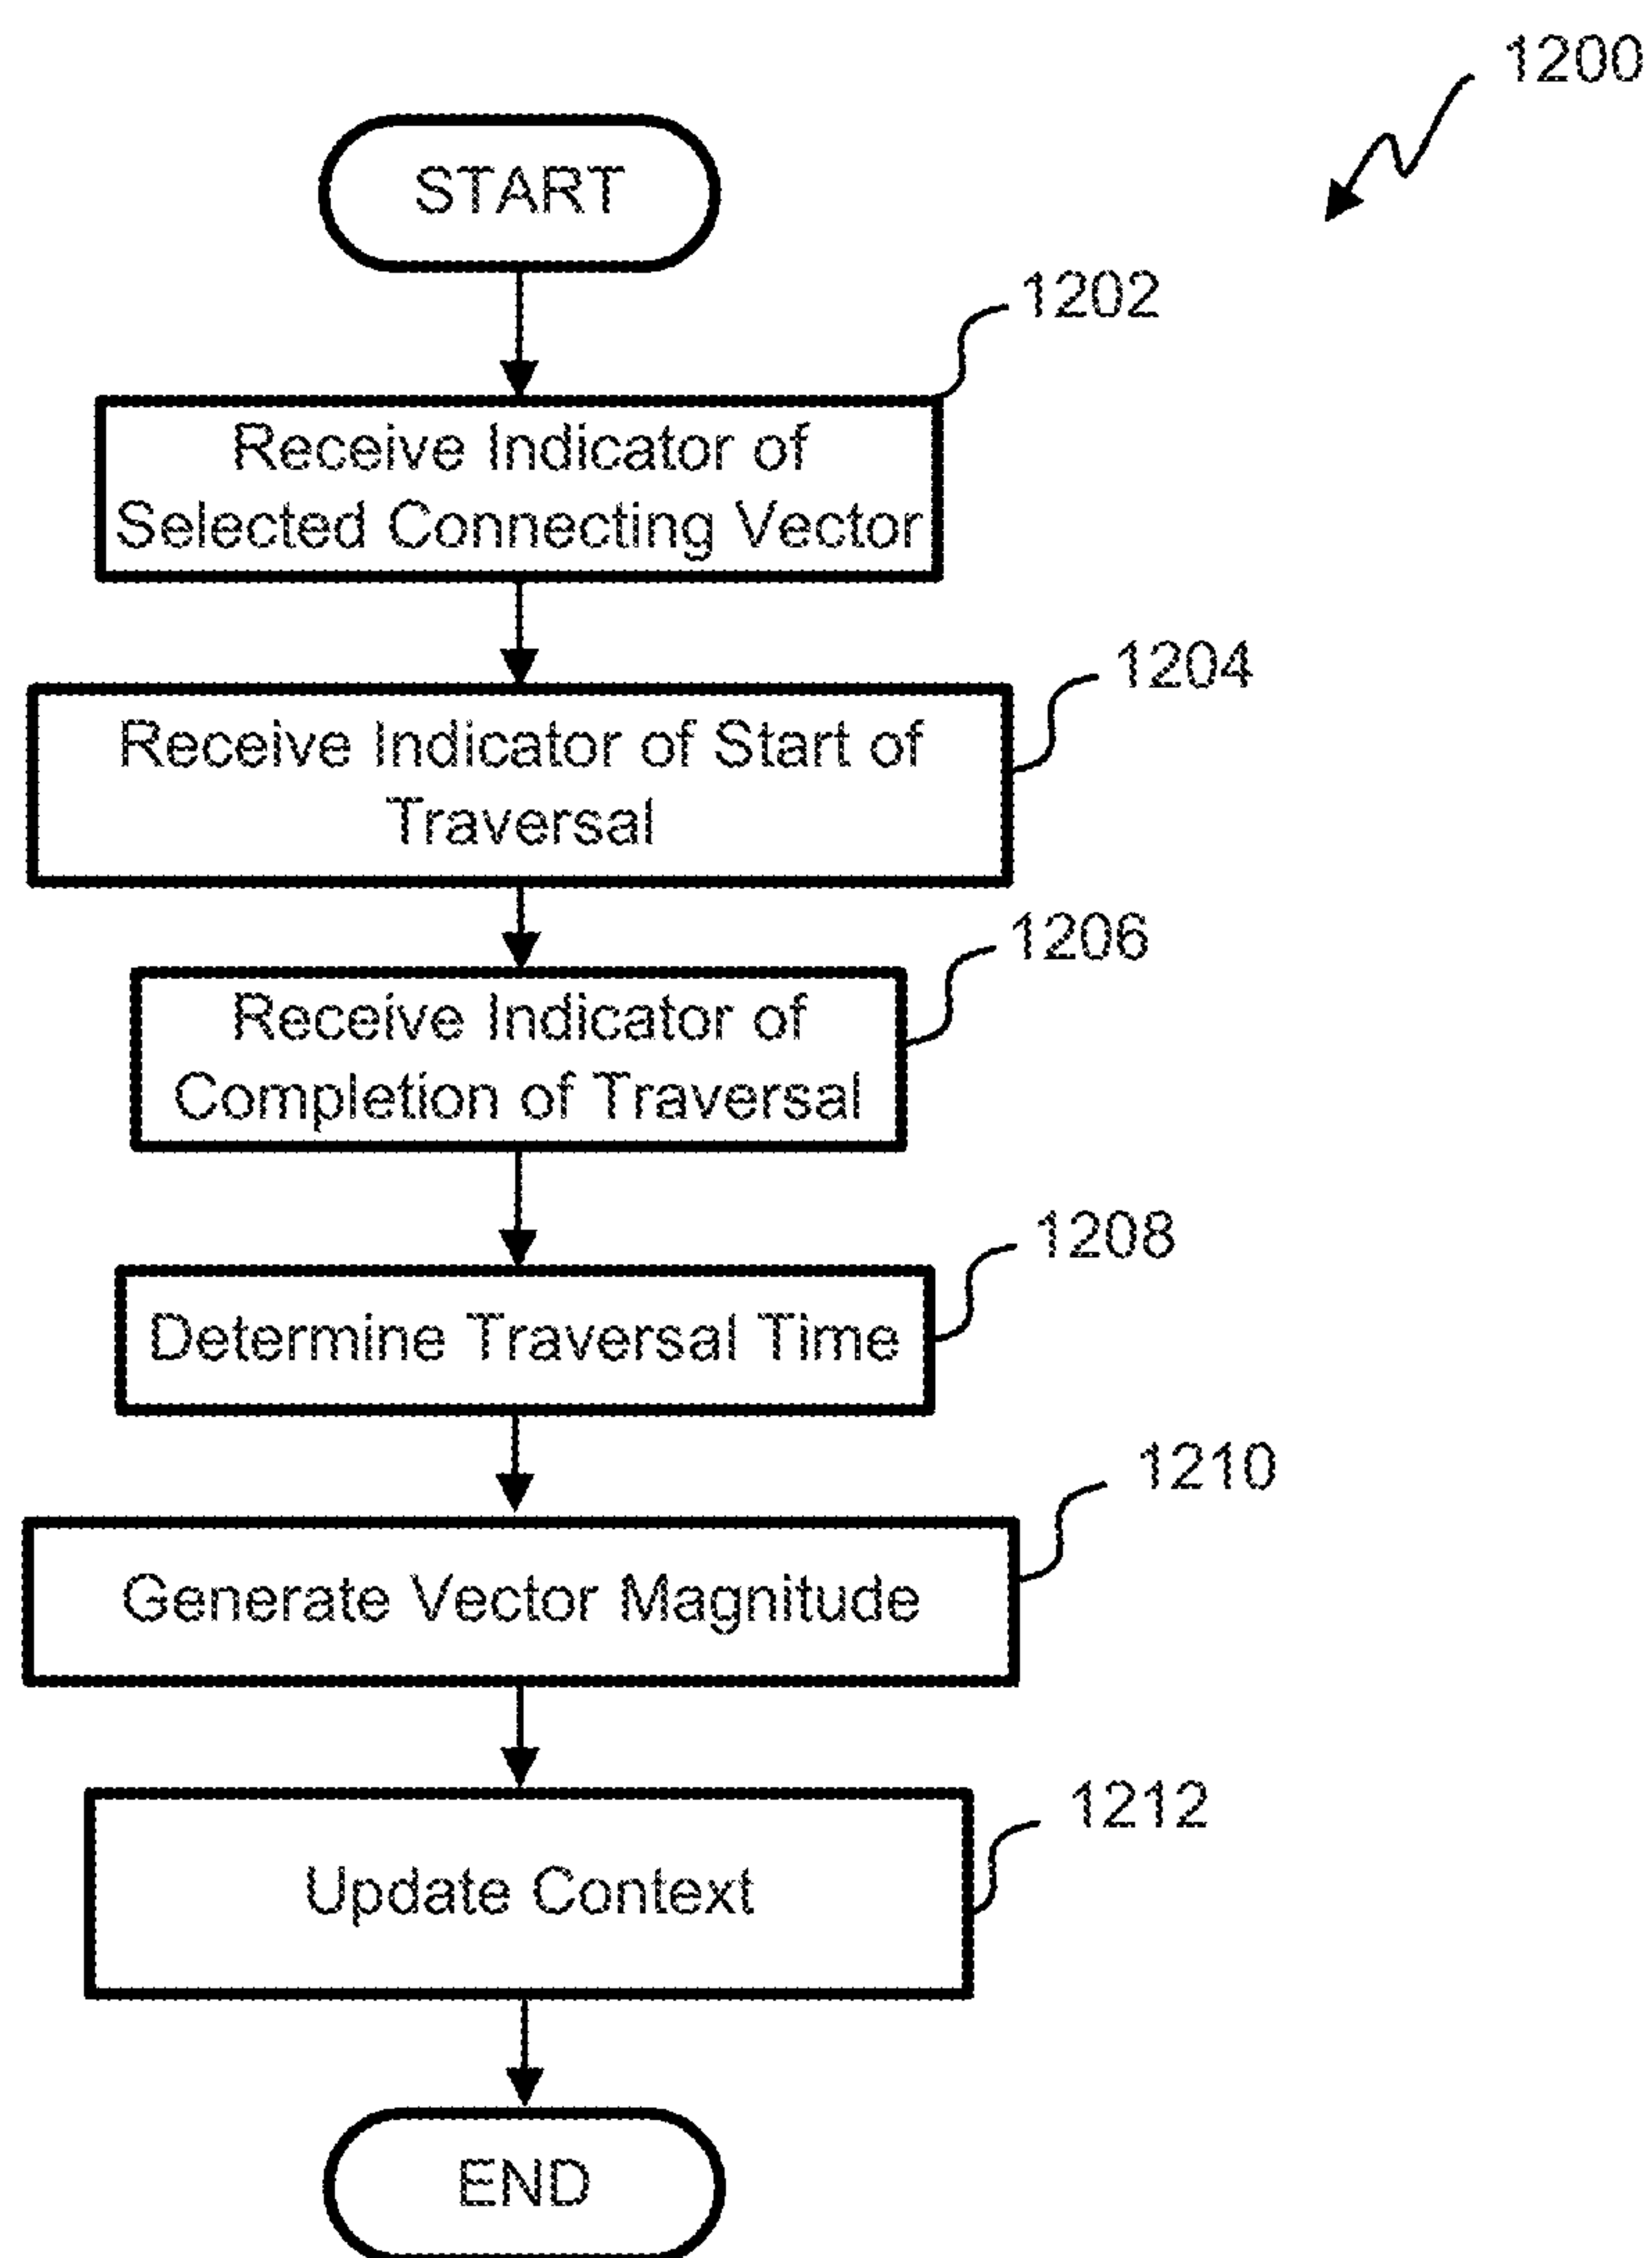 1200
START
1202
Receive Indicator of
Selected Connecting Vector
1204
Receive Indicator of Start of
Traversal
1206
Receive Indicator of
Completion of Traversal
1208
Determine Traversal Time
1210
Generate Vector Magnitude
1212
Update Context
END